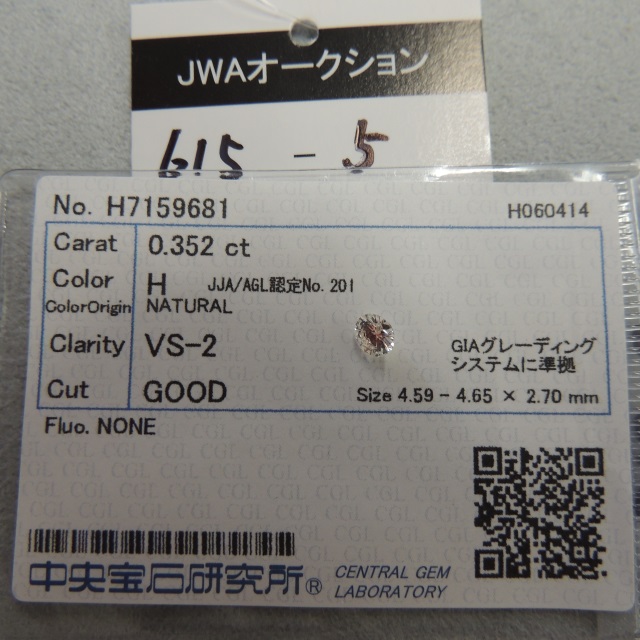 JWAオークション
615 - 5
No. H7159681 H060414
Carat 0.352 ct
Color H JJA/AGL認定No. 201
ColorOrigin NATURAL
Clarity VS-2 GIAグレーディング
システムに準拠
Cut GOOD Size 4.59 - 4.65 × 2.70 mm
Fluo. NONE
中央宝石研究所® CENTRAL GEM
LABORATORY